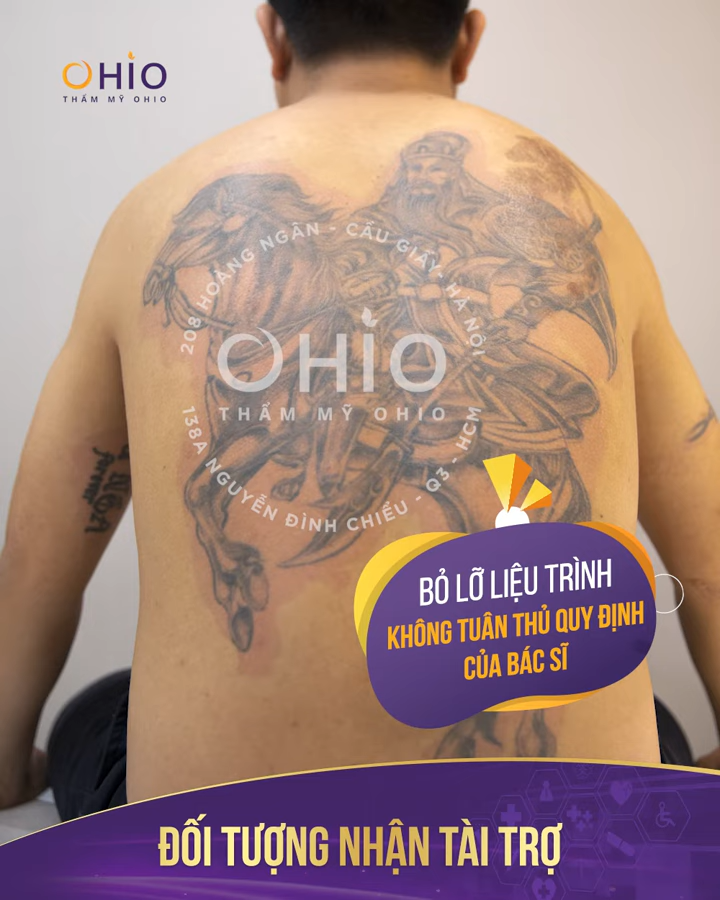 OHIO
THẨM MỸ OHIO
208 HOÀNG NGÂN - CẦU GIẤY - HÀ NỘI
OHIO
THẨM MỸ OHIO
138A NGUYỄN ĐÌNH CHIỂU - Q3 - HCM
forever
BỎ LỠ LIỆU TRÌNH
KHÔNG TUÂN THỦ QUY ĐỊNH
CỦA BÁC SĨ
ĐỐI TƯỢNG NHẬN TÀI TRỢ